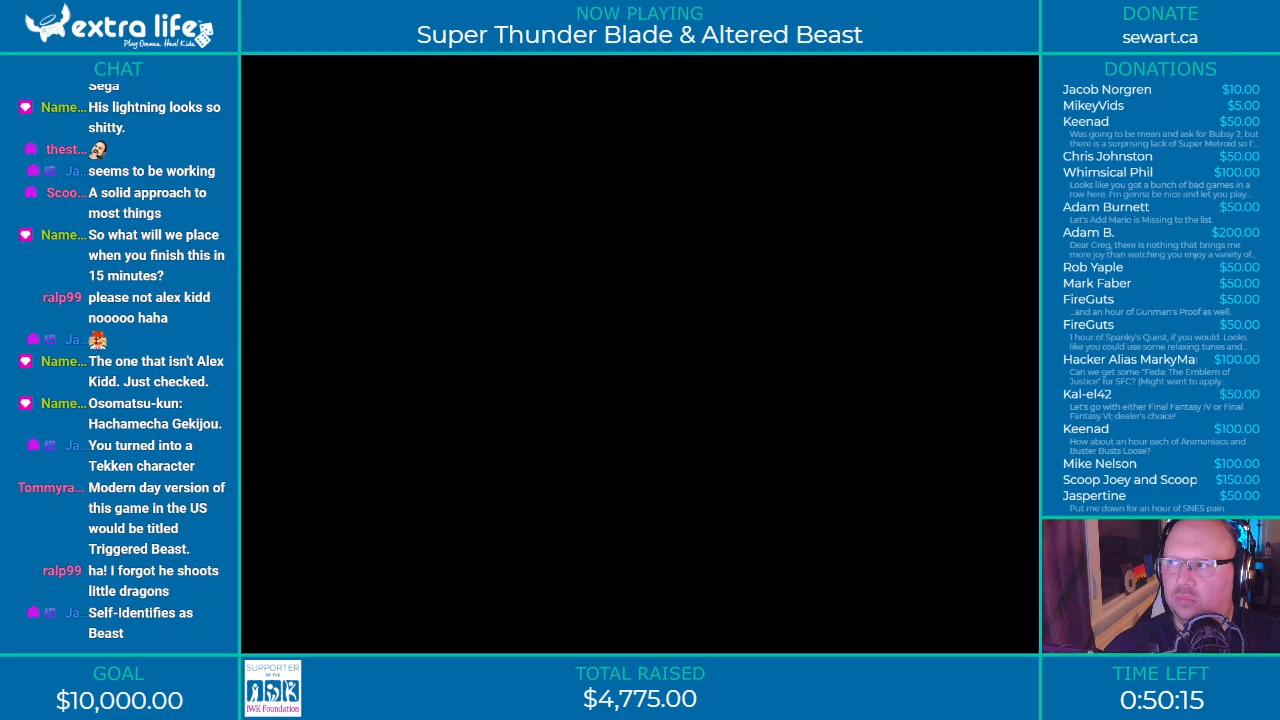 extra life
Play Games. Heal Kids.
NOW PLAYING
Super Thunder Blade & Altered Beast
DONATE
sewart.ca
CHAT
Sega
Name... His lightning looks so
shitty.
thest...
Ja... seems to be working
Scoo... A solid approach to
most things
Name... So what will we place
when you finish this in
15 minutes?
ralp99 please not alex kidd
nooooo haha
Ja...
Name... The one that isn't Alex
Kidd. Just checked.
Name... Osomatsu-kun:
Hachamecha Gekijou.
Ja... You turned into a
Tekken character
Tommyra... Modern day version of
this game in the US
would be titled
Triggered Beast.
ralp99 ha! I forgot he shoots
little dragons
Ja... Self-Identifies as
Beast
DONATIONS
Jacob Norgren $10.00
MikeyVids $5.00
Keenad $50.00
Was going to be mean and ask for Bubsy 2, but
there is a surprising lack of Super Metroid so I'...
Chris Johnston $50.00
Whimsical Phil $100.00
Looks like you got a bunch of bad games in a
row here. I'm gonna be nice and let you play...
Adam Burnett $50.00
Let's Add Mario is Missing to the list.
Adam B. $200.00
Dear Greg, there is nothing that brings me
more joy than watching you enjoy a variety of...
Rob Yaple $50.00
Mark Faber $50.00
FireGuts $50.00
...and an hour of Gunman's Proof as well.
FireGuts $50.00
1 hour of Spanky's Quest, if you would. Looks
like you could use some relaxing tunes and...
Hacker Alias MarkyMa $100.00
Can we get some "Feda: The Emblem of
Justice" for SFC? (Might want to apply...
Kal-el42 $50.00
Let's go with either Final Fantasy IV or Final
Fantasy VI; dealer's choice!
Keenad $100.00
How about an hour each of Animaniacs and
Buster Busts Loose?
Mike Nelson $100.00
Scoop Joey and Scoop $150.00
Jaspertine $50.00
Put me down for an hour of SNES pain.
GOAL
$10,000.00
SUPPORTER
OF THE
IWK
IWK Foundation
TOTAL RAISED
$4,775.00
TIME LEFT
0:50:15